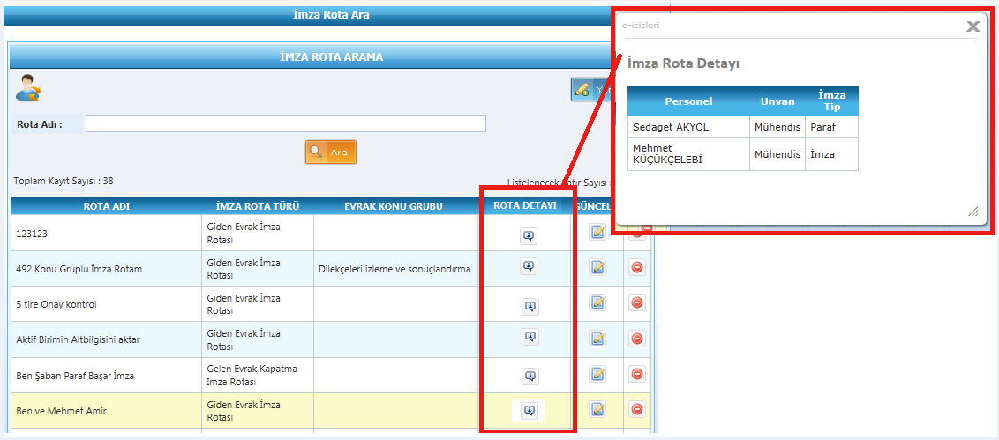 İmza Rota Ara
İMZA ROTA ARAMA
Rota Adı :
Ara
Toplam Kayıt Sayısı : 38
Listelenecek Satır Sayısı :
ROTA ADI
İMZA ROTA TÜRÜ
EVRAK KONU GRUBU
ROTA DETAYI
123123
Giden Evrak İmza
Rotası
492 Konu Gruplu İmza Rotam
Giden Evrak İmza
Rotası
Dilekçeleri izleme ve sonuçlandırma
5 tire Onay kontrol
Giden Evrak İmza
Rotası
Aktif Birimin Altbilgisini aktar
Giden Evrak İmza
Rotası
Ben Şaban Paraf Başar İmza
Gelen Evrak Kapatma
İmza Rotası
Ben ve Mehmet Amir
Giden Evrak İmza
Rotası
e-icisleri
İmza Rota Detayı
Personel
Unvan
İmza
Tip
Sedaget AKYOL
Mühendis
Paraf
Mehmet
KÜÇÜKÇELEBİ
Mühendis
İmza